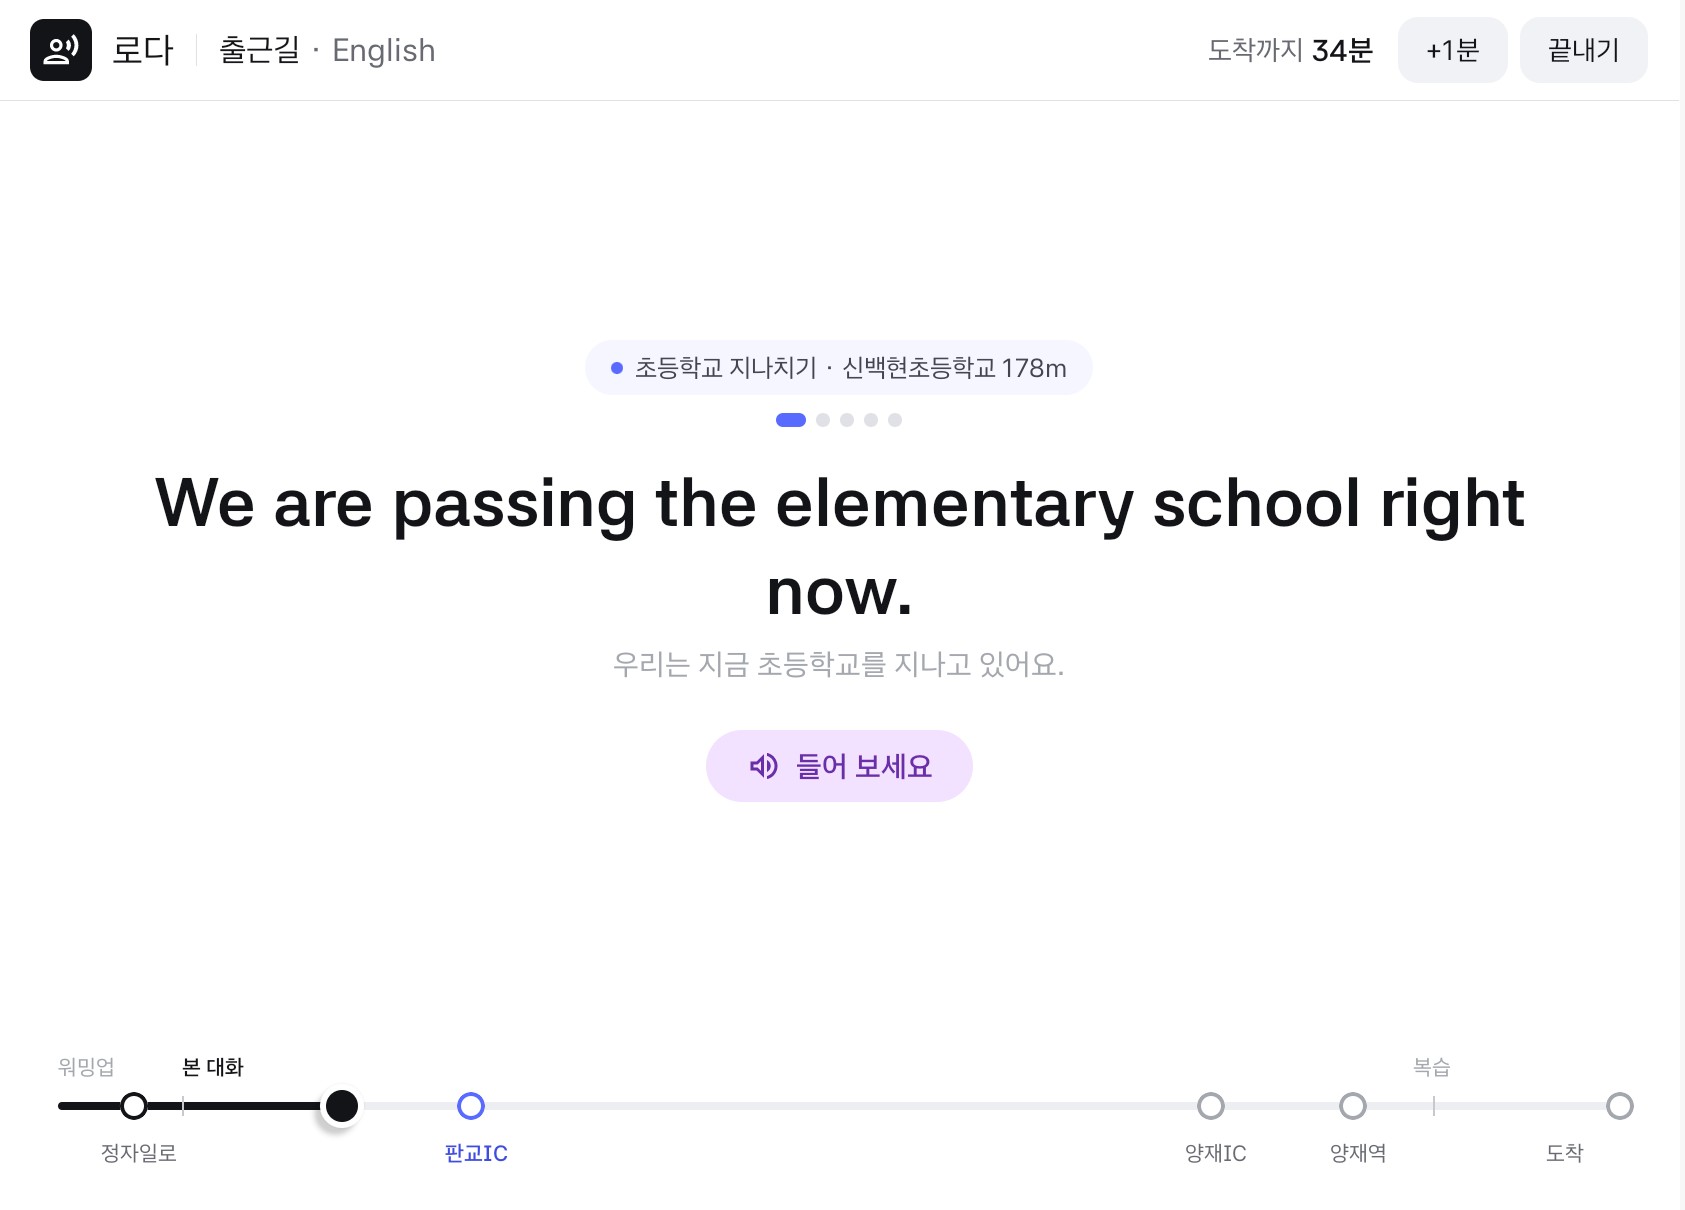 로다 출근길 · English 도착까지 34분 +1분 끝내기
초등학교 지나치기 · 신백현초등학교 178m
We are passing the elementary school right
now.
우리는 지금 초등학교를 지나고 있어요.
들어 보세요
워밍업 본 대화 복습
정자일로 판교IC 양재IC 양재역 도착